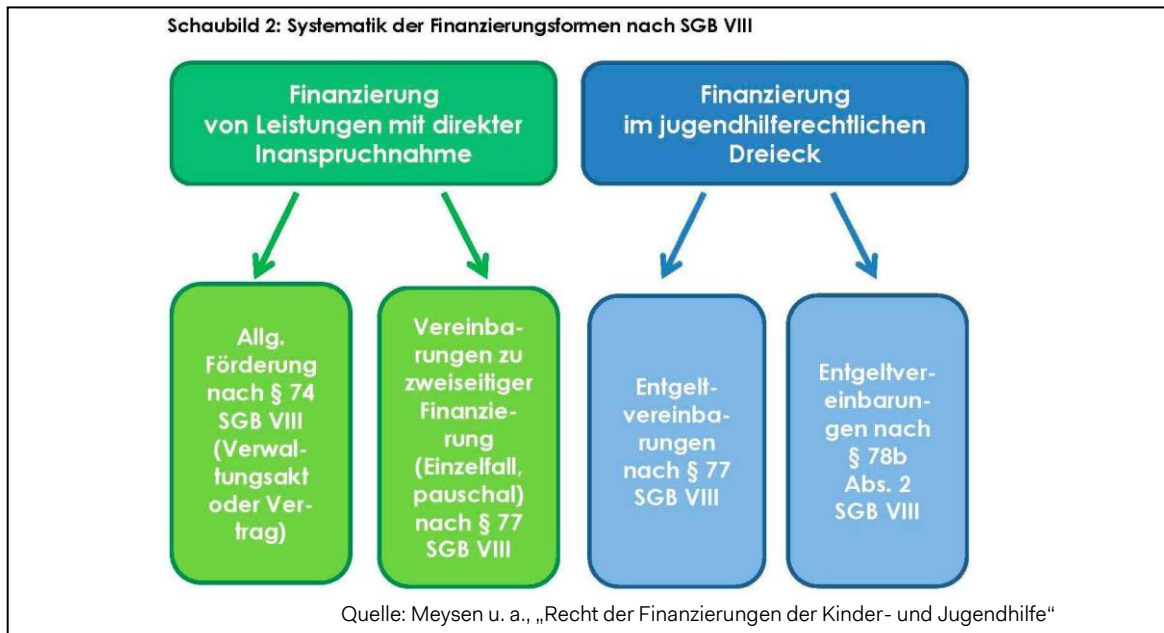 Schaubild 2: Systematik der Finanzierungsformen nach SGB VIII
Finanzierung
von Leistungen mit direkter
Inanspruchnahme
Finanzierung
im jugendhilferechtlichen
Dreieck
Allg.
Förderung
nach § 74
SGB VIII
(Verwal-
tungsakt
oder Ver-
trag)
Vereinba-
rungen zu
zweiseitiger
Finanzie-
rung
(Einzelfall,
pauschal)
nach § 77
SGB VIII
Entgelt-
vereinba-
rungen
nach § 77
SGB VIII
Entgeltver-
einbarun-
gen nach
§ 78b
Abs. 2
SGB VIII
Quelle: Meysen u. a., „Recht der Finanzierungen der Kinder- und Jugendhilfe“